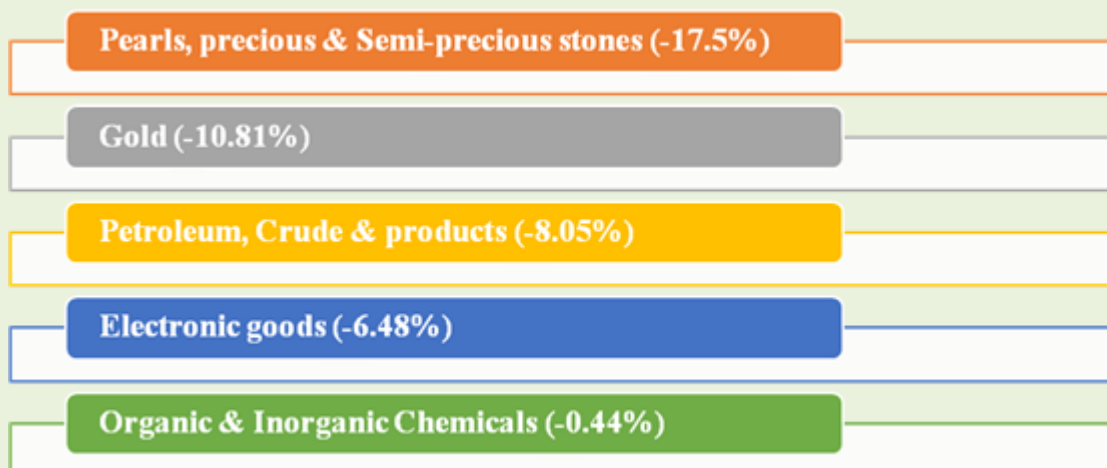 Pearls, precious & Semi-precious stones (-17.5%)
Gold (-10.81%)
Petroleum, Crude & products (-8.05%)
Electronic goods (-6.48%)
Organic & Inorganic Chemicals (-0.44%)